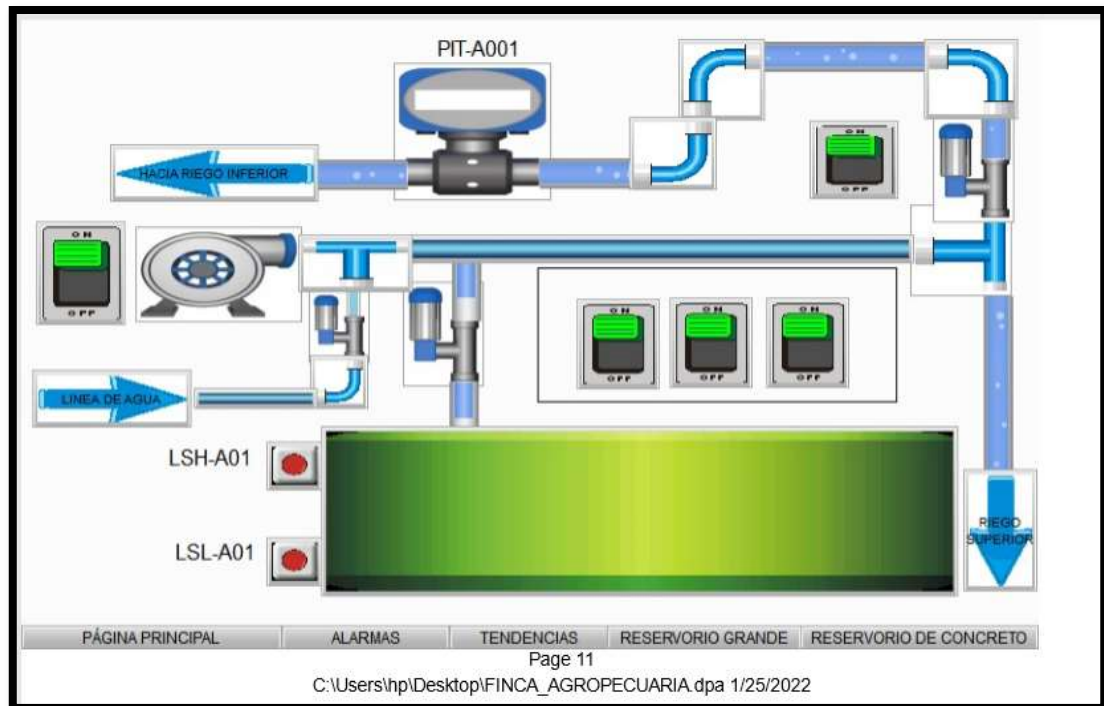 PIT-A001
ON
OFF
HACIA RIEGO INFERIOR
ON
OFF
ON
OFF
ON
OFF
ON
OFF
LINEA DE AGUA
LSH-A01
LSL-A01
RIEGO
SUPERIOR
PÁGINA PRINCIPAL ALARMAS TENDENCIAS RESERVORIO GRANDE RESERVORIO DE CONCRETO
Page 11
C:\Users\hp\Desktop\FINCA_AGROPECUARIA.dpa 1/25/2022